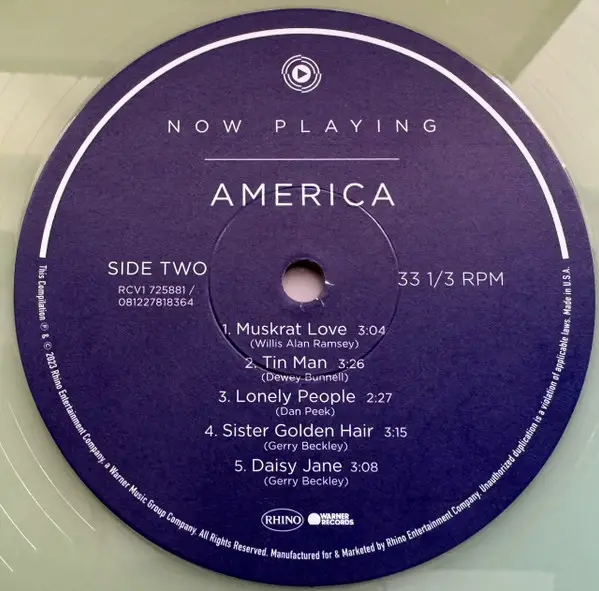 NOW PLAYING
AMERICA
SIDE TWO
RCV1 725881 /
081227818364
33 1/3 RPM
1. Muskrat Love 3:04
(Willis Alan Ramsey)
2. Tin Man 3:26
(Dewey Bunnell)
3. Lonely People 2:27
(Dan Peek)
4. Sister Golden Hair 3:15
(Gerry Beckley)
5. Daisy Jane 3:08
(Gerry Beckley)
RHINO WARNER
RECORDS
This Compilation ℗ & © 2023 Rhino Entertainment Company, a Warner Music Group Company. All Rights Reserved. Manufactured for & Marketed by Rhino Entertainment Company. Unauthorized duplication is a violation of applicable laws. Made in U.S.A.